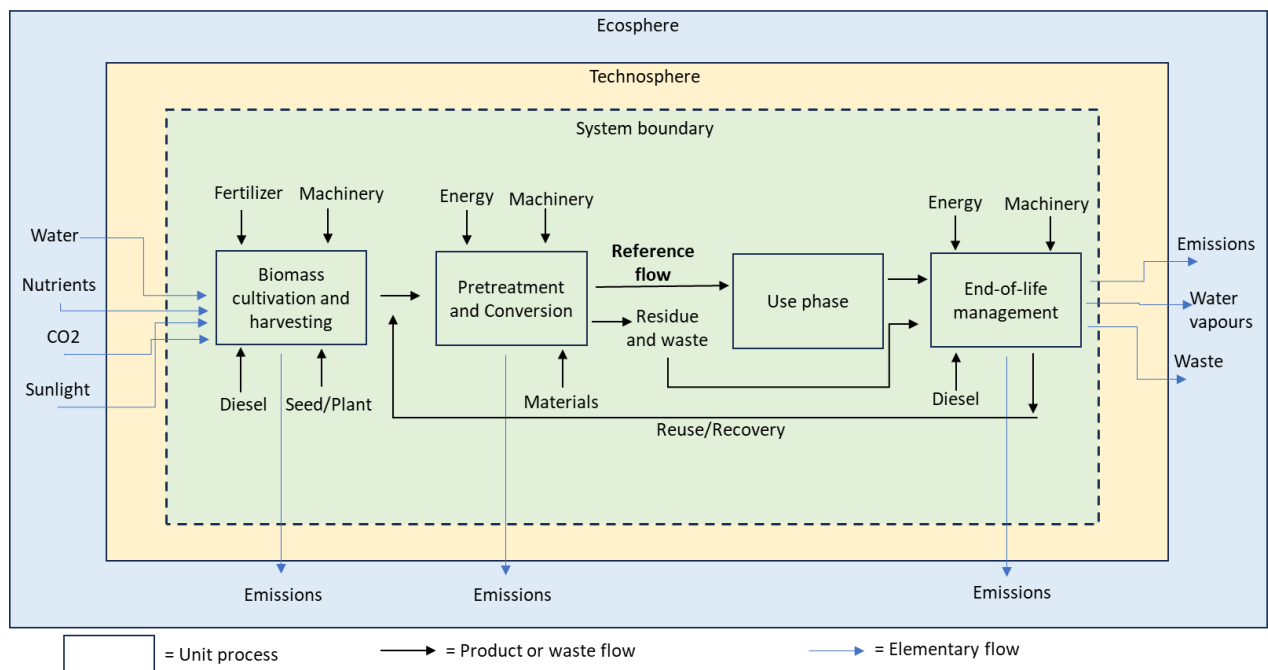 Ecosphere
Technosphere
System boundary
Fertilizer
Machinery
Energy
Machinery
Energy
Machinery
Water
Nutrients
CO2
Sunlight
Biomass
cultivation and
harvesting
Pretreatment
and Conversion
Reference
flow
Residue
and waste
Use phase
End-of-life
management
Emissions
Water
vapours
Waste
Diesel
Seed/Plant
Materials
Diesel
Reuse/Recovery
Emissions
Emissions
Emissions
= Unit process
= Product or waste flow
= Elementary flow